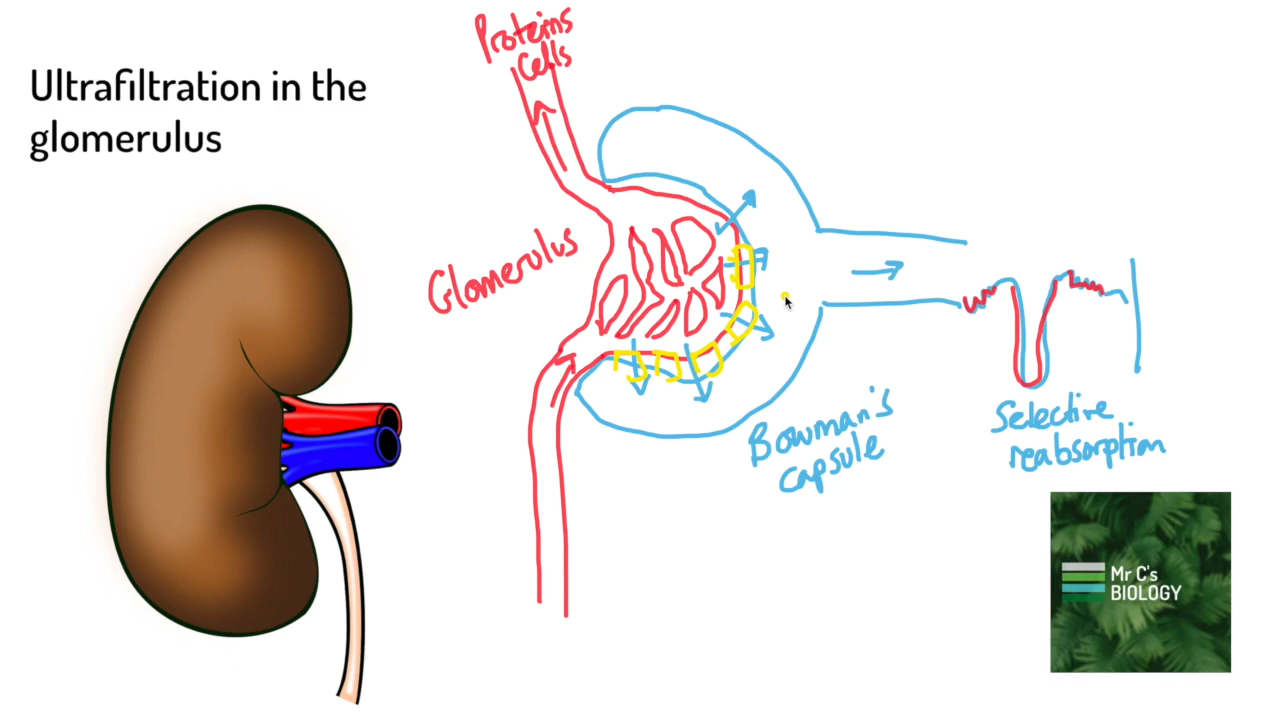 Ultrafiltration in the
glomerulus
Proteins
Cells
Glomerulus
Bowman's
capsule
Selective
reabsorption
Mr C's
BIOLOGY